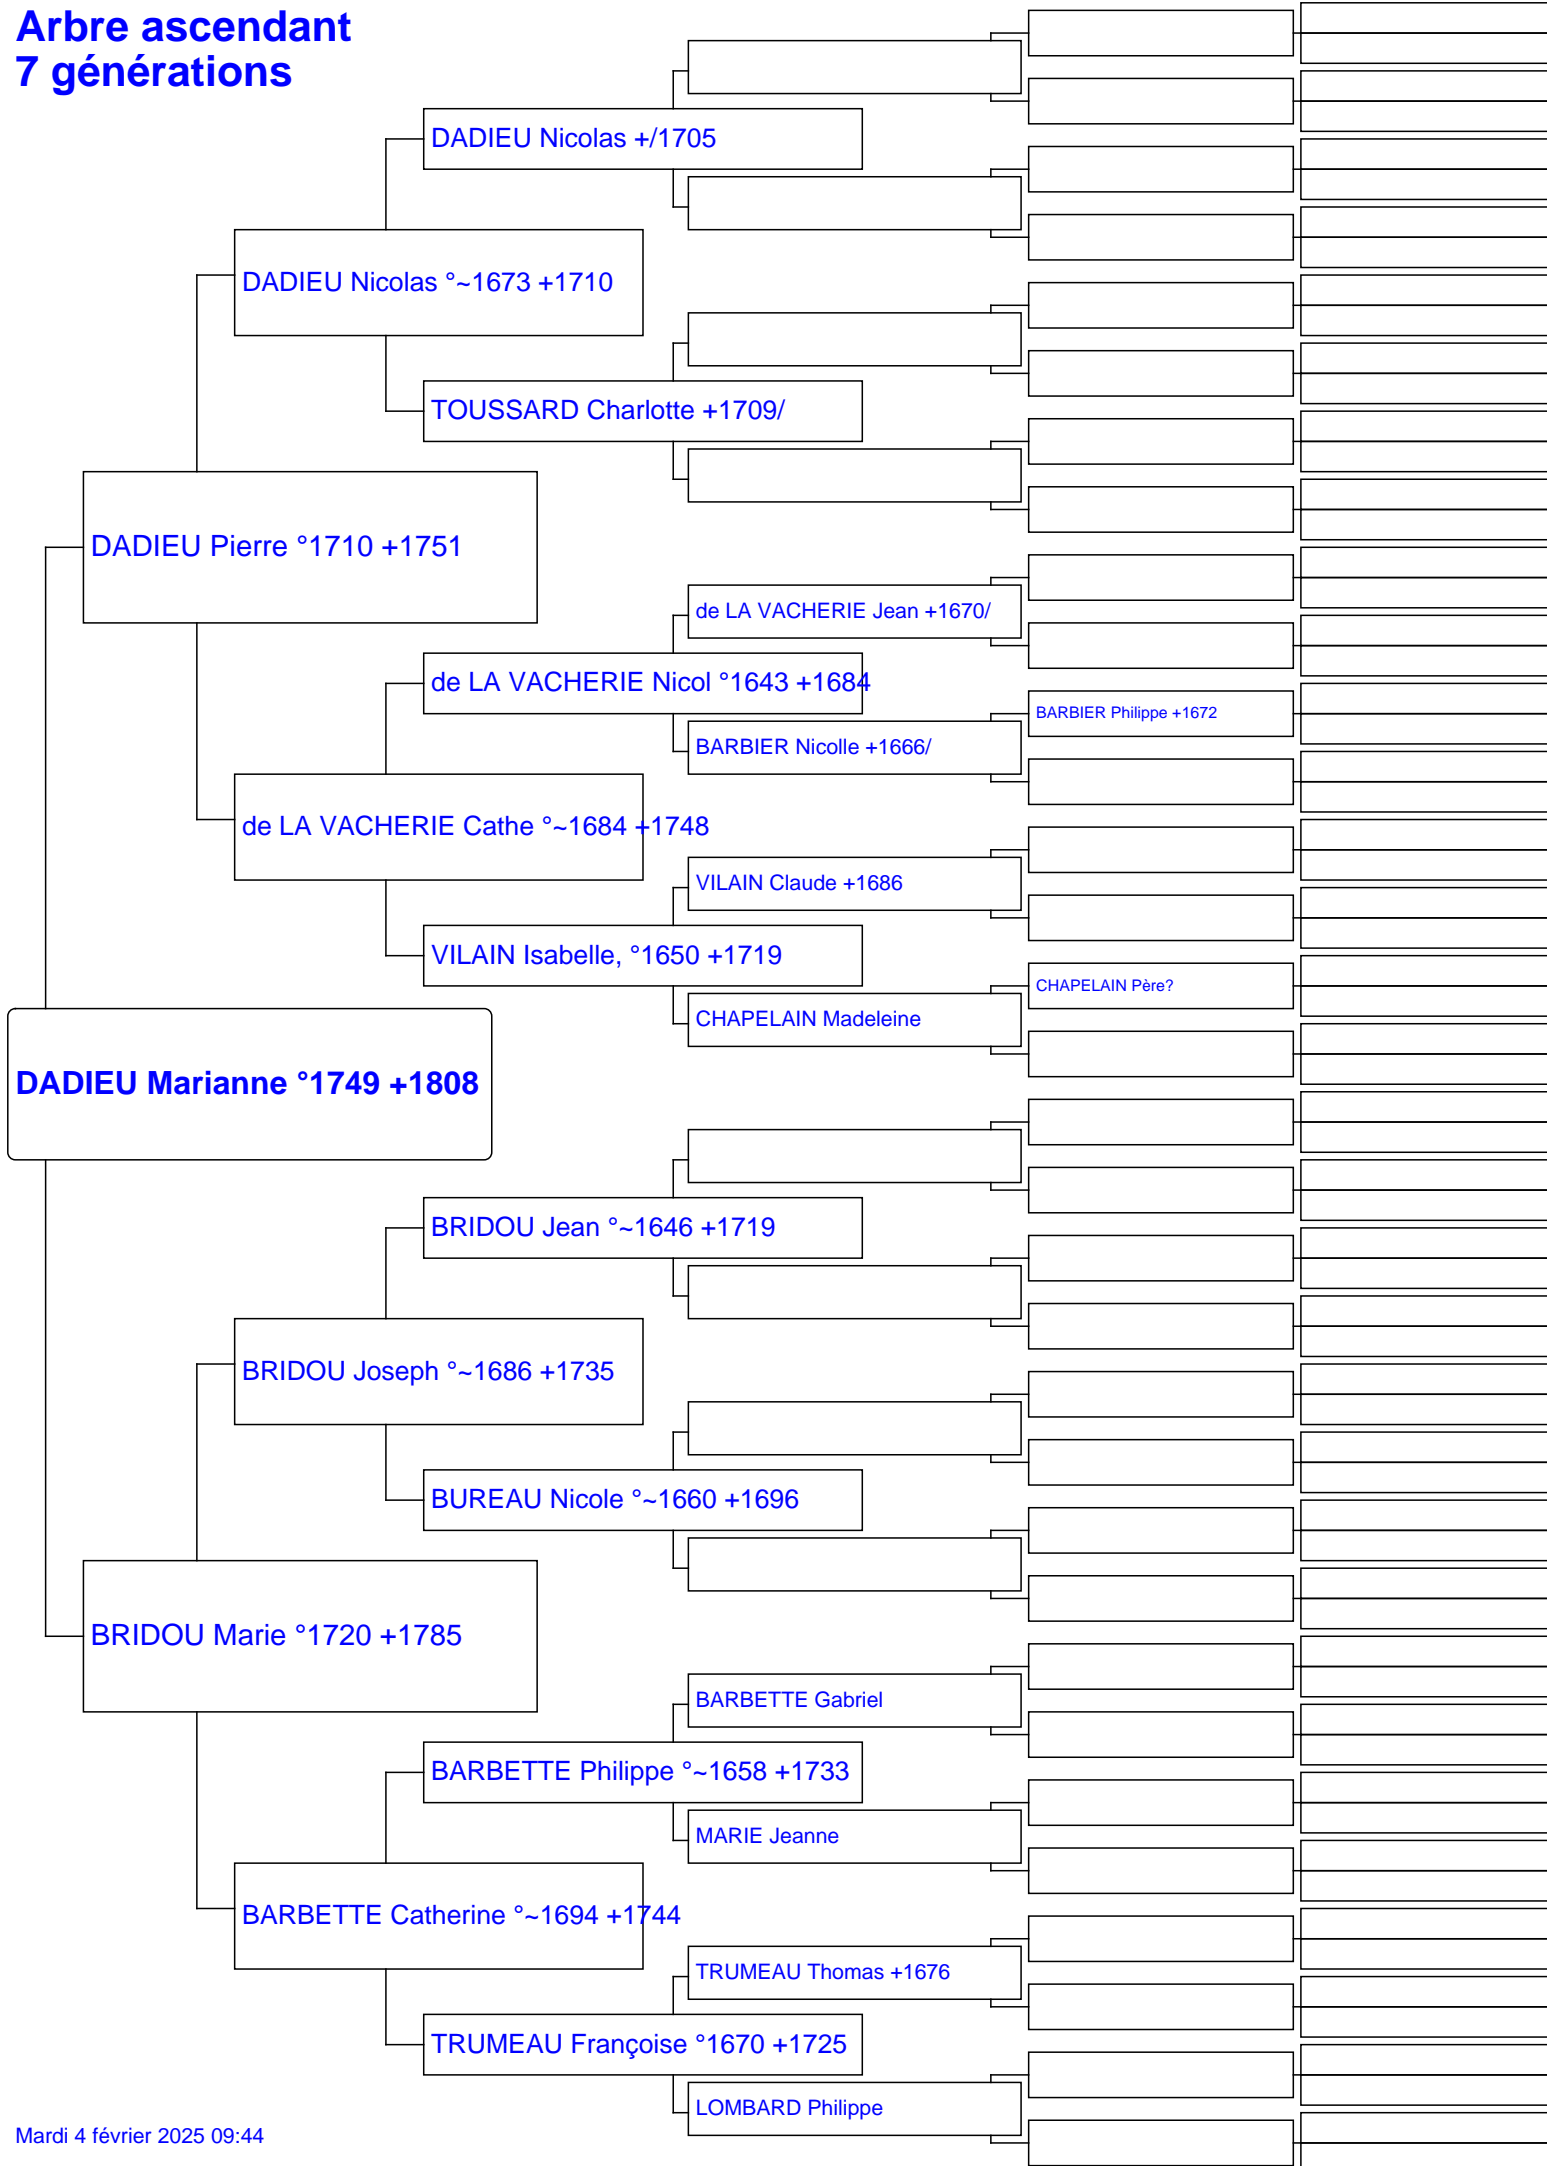 Arbre ascendant
7 générations
DADIEU Nicolas +/1705
DADIEU Nicolas °~1673 +1710
TOUSSARD Charlotte +1709/
DADIEU Pierre °1710 +1751
de LA VACHERIE Jean +1670/
de LA VACHERIE Nicol °1643 +1684
BARBIER Philippe +1672
BARBIER Nicolle +1666/
de LA VACHERIE Cathe °~1684 +1748
VILAIN Claude +1686
VILAIN Isabelle, °1650 +1719
CHAPELAIN Père?
CHAPELAIN Madeleine
DADIEU Marianne °1749 +1808
BRIDOU Jean °~1646 +1719
BRIDOU Joseph °~1686 +1735
BUREAU Nicole °~1660 +1696
BRIDOU Marie °1720 +1785
BARBETTE Gabriel
BARBETTE Philippe °~1658 +1733
MARIE Jeanne
BARBETTE Catherine °~1694 +1744
TRUMEAU Thomas +1676
TRUMEAU Françoise °1670 +1725
LOMBARD Philippe
Mardi 4 février 2025 09:44